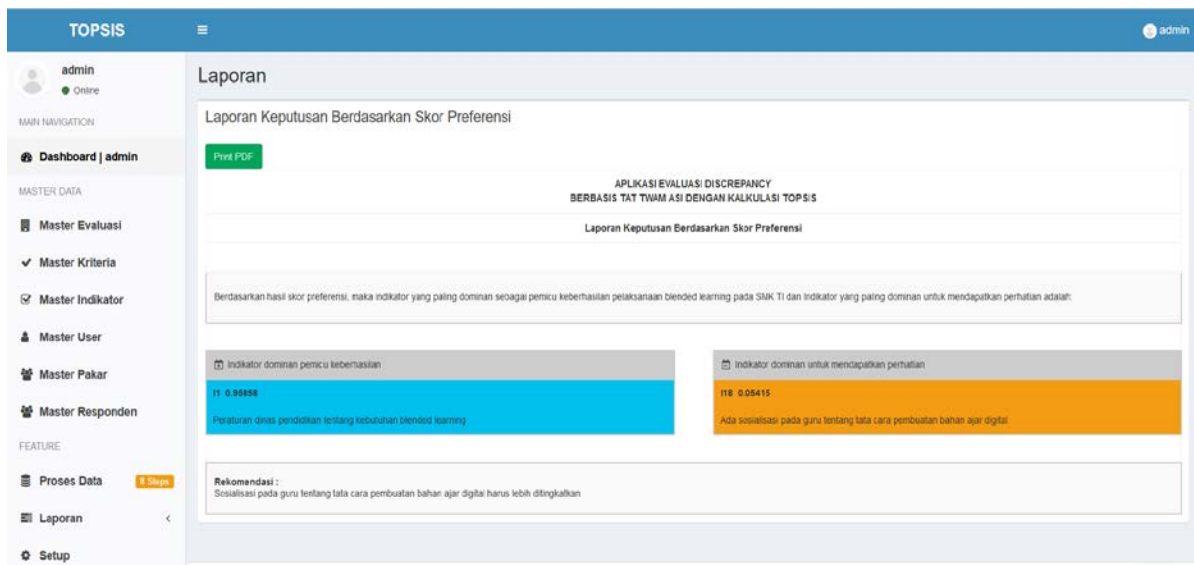 TOPSIS
admin
admin
Online
Laporan
MAIN NAVIGATION
Dashboard | admin
MASTER DATA
Master Evaluasi
Master Kriteria
Master Indikator
Master User
Master Pakar
Master Responden
FEATURE
Proses Data
8 Steps
Laporan
Setup
Laporan Keputusan Berdasarkan Skor Preferensi
Print PDF
APLIKASI EVALUASI DISCREPANCY
BERBASIS TAT TWAM ASI DENGAN KALKULASI TOPSIS
Laporan Keputusan Berdasarkan Skor Preferensi
Berdasarkan hasil skor preferensi, maka indikator yang paling dominan sebagai pemicu keberhasilan pelaksanaan blended learning pada SMK TI dan indikator yang paling dominan untuk mendapatkan perhatian adalah:
Indikator dominan pemicu keberhasilan
I1 0.95858
Peraturan dinas pendidikan tentang kebutuhan blended learning
Indikator dominan untuk mendapatkan perhatian
I18 0.05415
Ada sosialisasi pada guru tentang tata cara pembuatan bahan ajar digital
Rekomendasi :
Sosialisasi pada guru tentang tata cara pembuatan bahan ajar digital harus lebih ditingkatkan